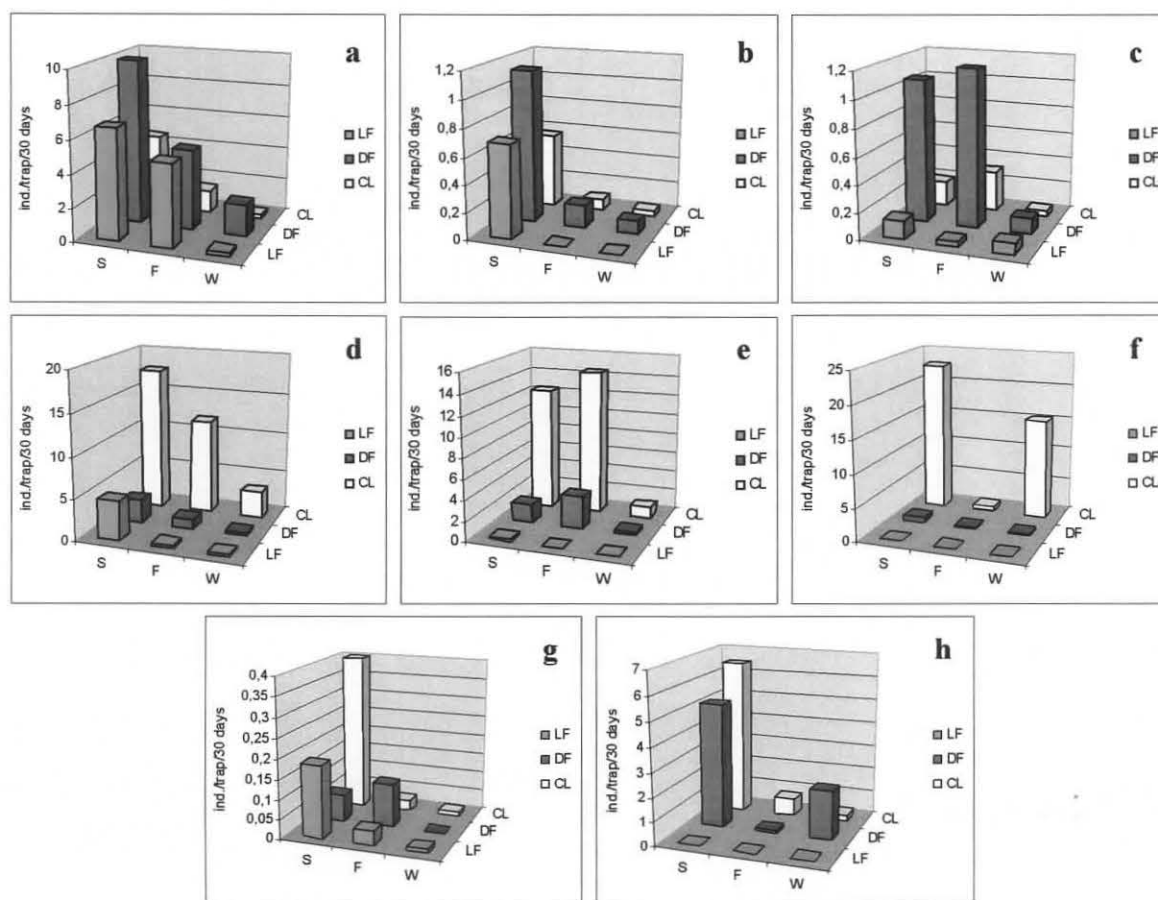 a
ind./trap/30 days
10
8
6
4
2
0
S F W
CL
DF
LF
LF
DF
CL
b
ind./trap/30 days
1,2
1
0,8
0,6
0,4
0,2
0
S F W
CL
DF
LF
LF
DF
CL
c
ind./trap/30 days
1,2
1
0,8
0,6
0,4
0,2
0
S F W
CL
DF
LF
LF
DF
CL
d
ind./trap/30 days
20
15
10
5
0
S F W
CL
DF
LF
LF
DF
CL
e
ind./trap/30 days
16
14
12
10
8
6
4
2
0
S F W
CL
DF
LF
LF
DF
CL
f
ind./trap/30 days
25
20
15
10
5
0
S F W
CL
DF
LF
LF
DF
CL
g
ind./trap/30 days
0,4
0,35
0,3
0,25
0,2
0,15
0,1
0,05
0
S F W
CL
DF
LF
LF
DF
CL
h
ind./trap/30 days
7
6
5
4
3
2
1
0
S F W
CL
DF
LF
LF
DF
CL